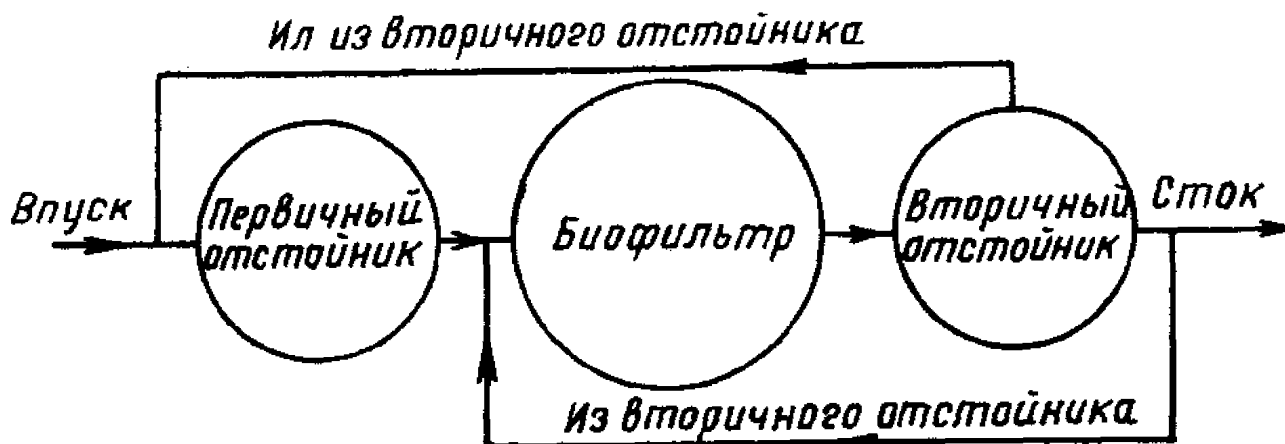 Ил из вторичного отстойника
Впуск
Первичный
отстойник
Биофильтр
Вторичный
отстойник
Сток
Из вторичного отстойника